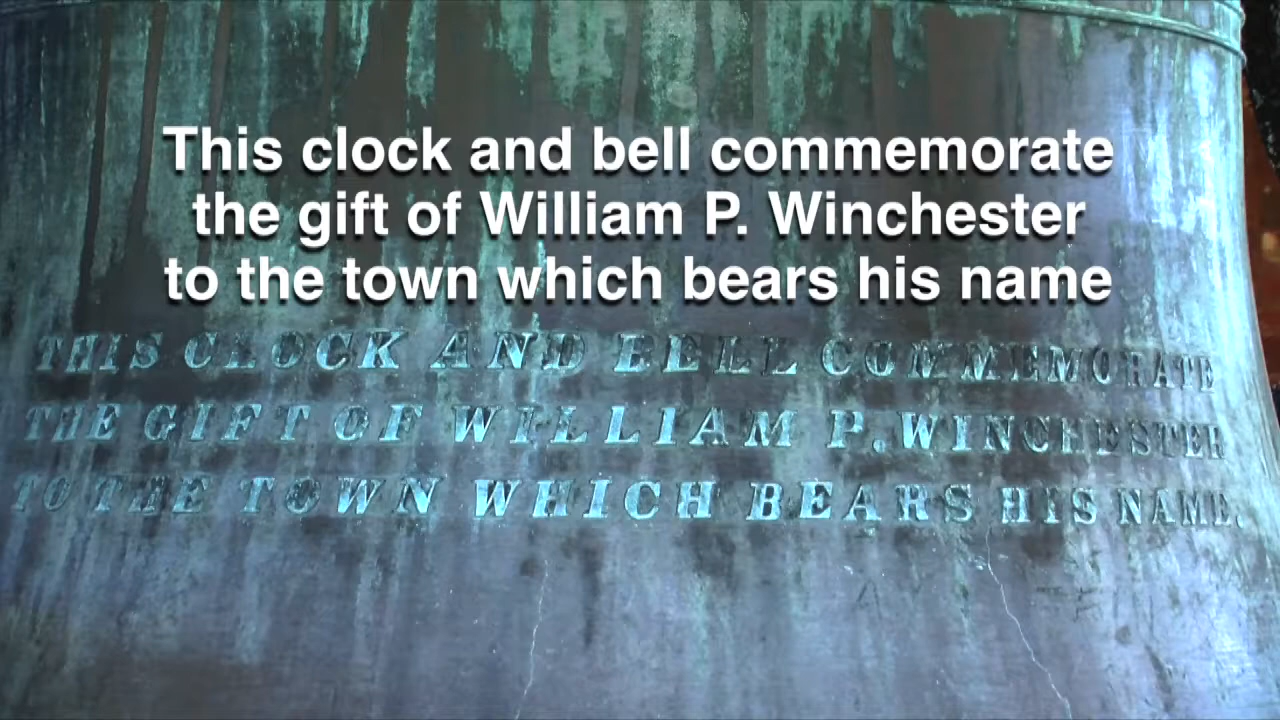 This clock and bell commemorate
the gift of William P. Winchester
to the town which bears his name
THIS CLOCK AND BELL COMMEMORATE
THE GIFT OF WILLIAM P. WINCHESTER
TO THE TOWN WHICH BEARS HIS NAME.